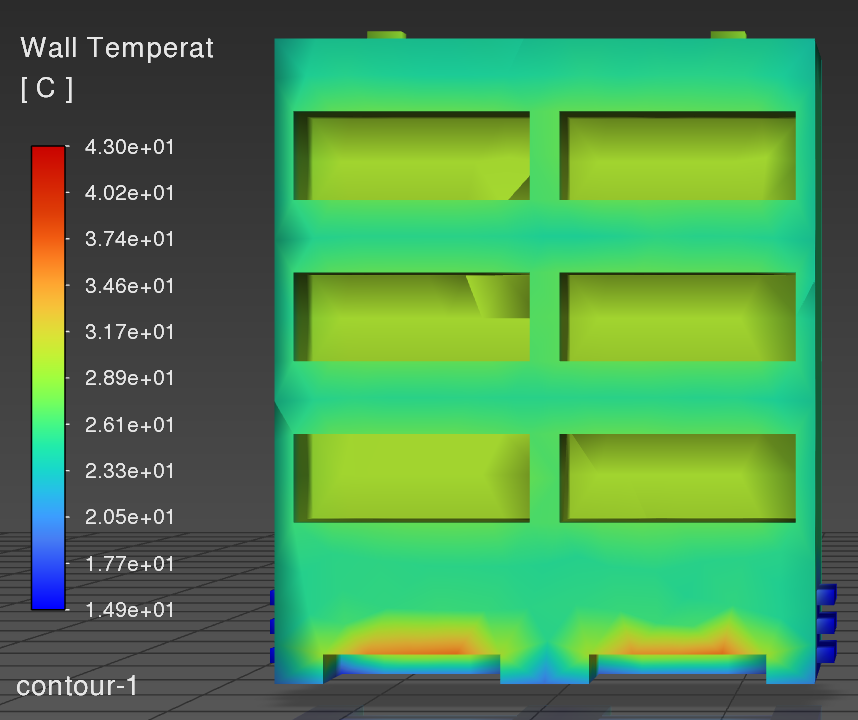 Wall Temperat
[ C ]
4.30e+01
4.02e+01
3.74e+01
3.46e+01
3.17e+01
2.89e+01
2.61e+01
2.33e+01
2.05e+01
1.77e+01
1.49e+01
contour-1